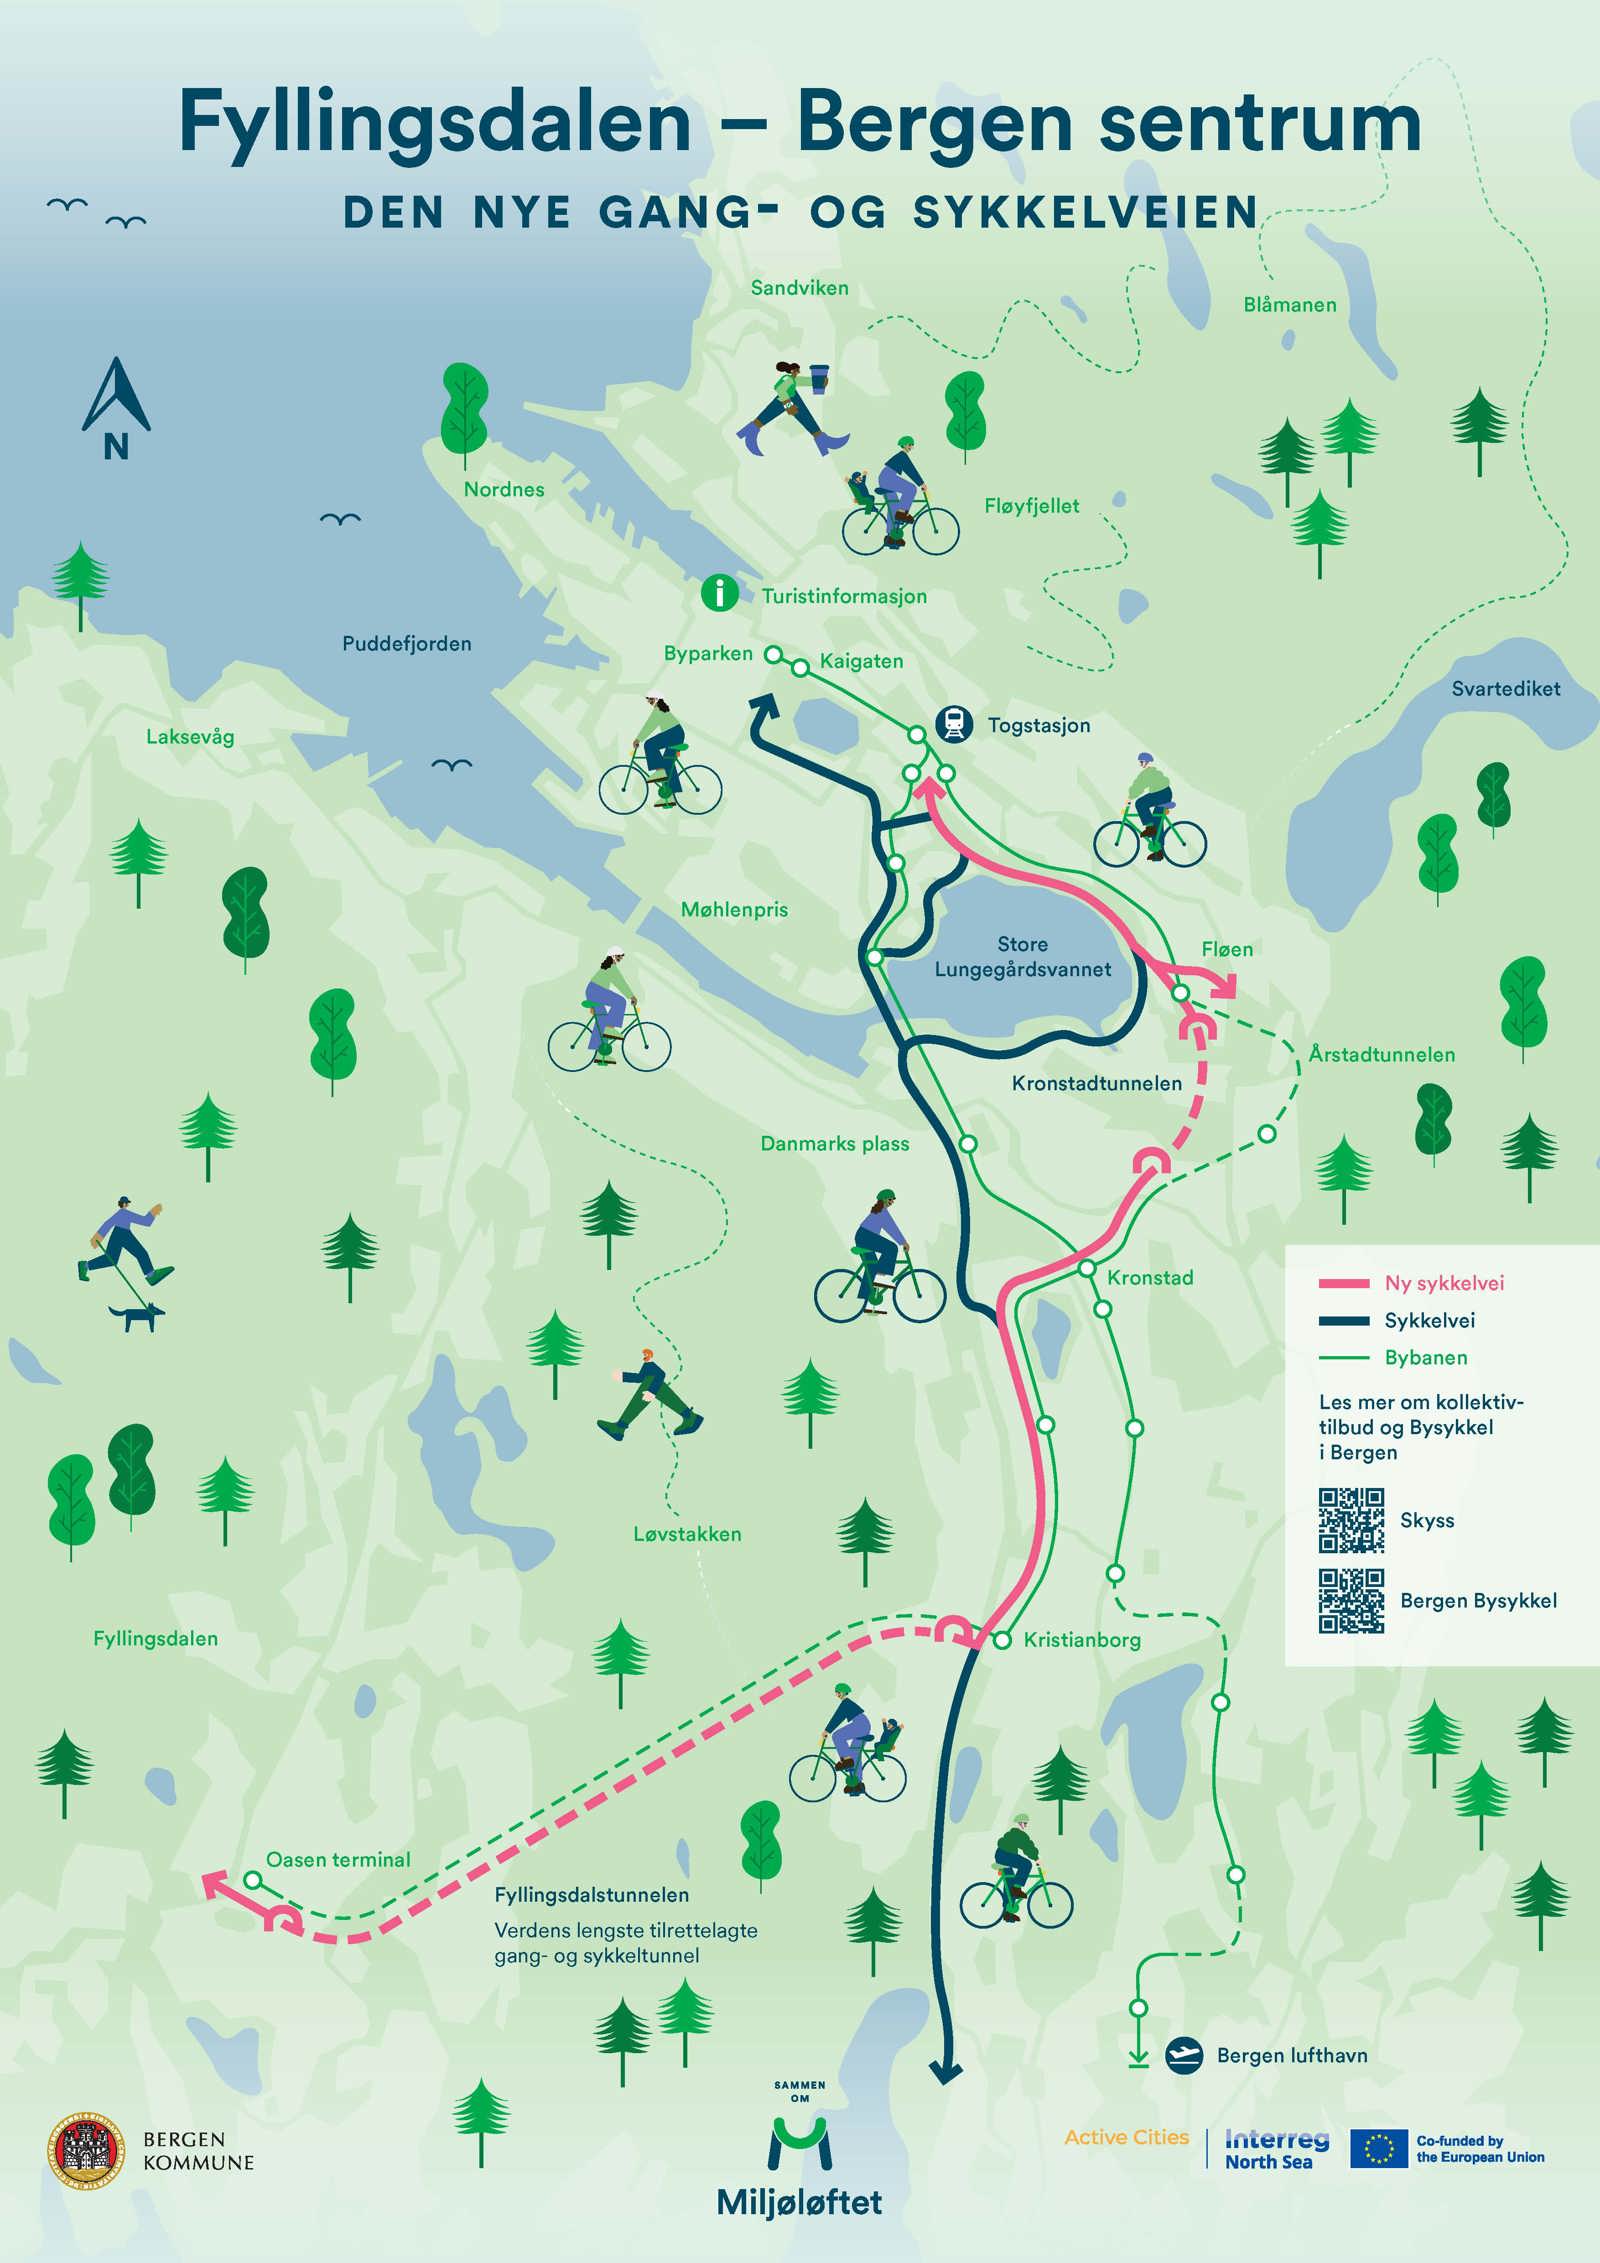 Fyllingsdalen – Bergen sentrum
DEN NYE GANG- OG SYKKELVEIEN
Sandviken
Blåmanen
N
Nordnes
Fløyfjellet
i
Turistinformasjon
Puddefjorden
Byparken
Kaigaten
Svartediket
Togstasjon
Laksevåg
Møhlenpris
Store
Lungegårdsvannet
Fløen
Årstadtunnelen
Kronstadtunnelen
Danmarks plass
Kronstad
Ny sykkelvei
Sykkelvei
Bybanen
Les mer om kollektiv-
tilbud og Bysykkel
i Bergen
Skyss
Bergen Bysykkel
Løvstakken
Fyllingsdalen
Kristianborg
Oasen terminal
Fyllingsdalstunnelen
Verdens lengste tilrettelagte
gang- og sykkeltunnel
Bergen lufthavn
BERGEN
KOMMUNE
SAMMEN
OM
Miljøløftet
Active Cities
Interreg
North Sea
Co-funded by
the European Union